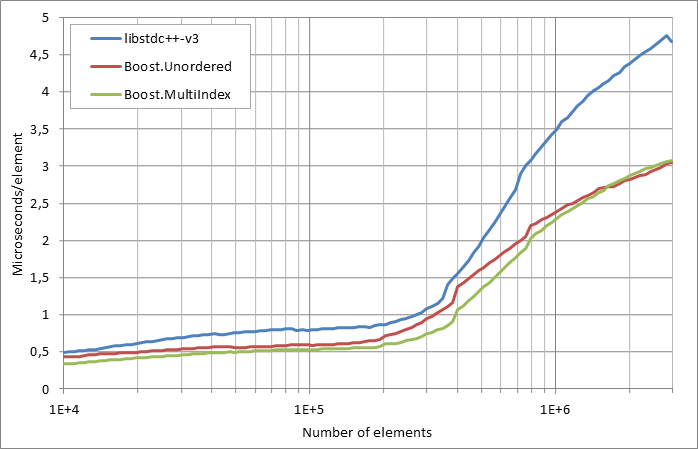 5
4,5
4
3,5
3
2,5
2
1,5
1
0,5
0
Microseconds/element
libstdc++-v3
Boost.Unordered
Boost.MultiIndex
1E+4
1E+5
1E+6
Number of elements